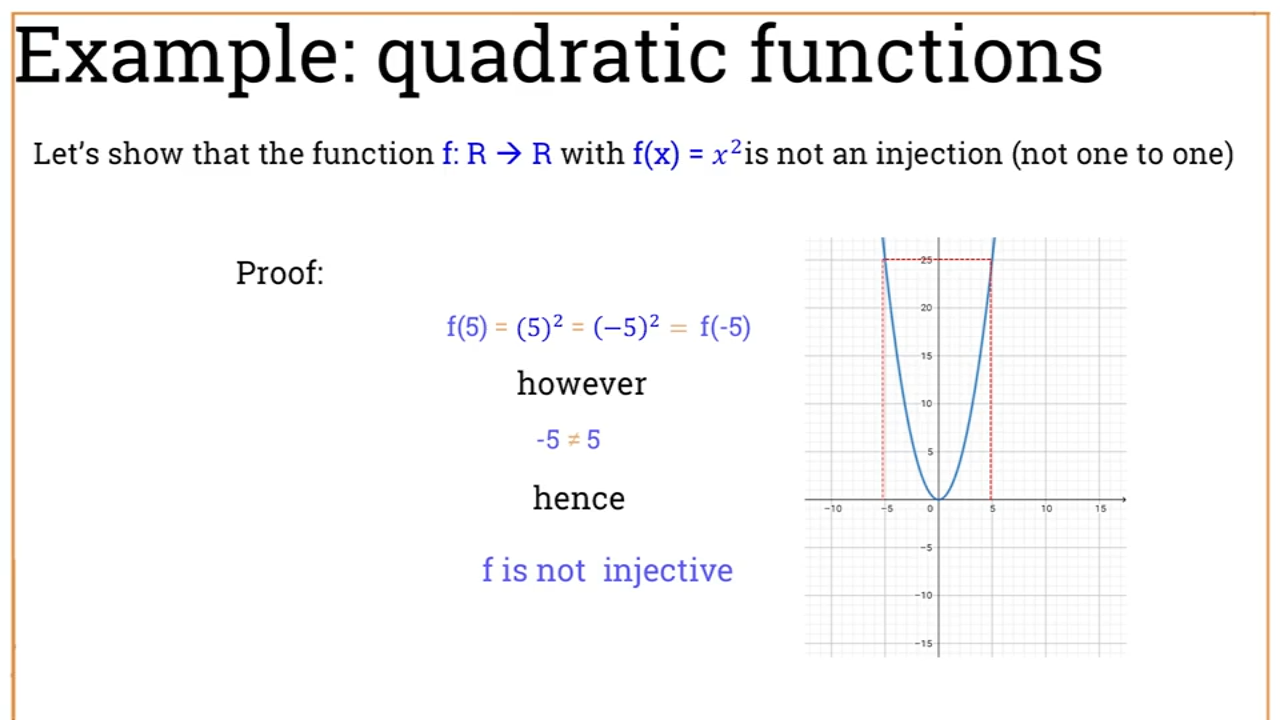 Example: quadratic functions
Let's show that the function f: R → R with f(x) = x² is not an injection (not one to one)
Proof:
f(5) = (5)² = (−5)² = f(-5)
however
-5 ≠ 5
hence
f is not injective
25
20
15
10
5
−10 −5 0 5 10 15
−5
−10
−15